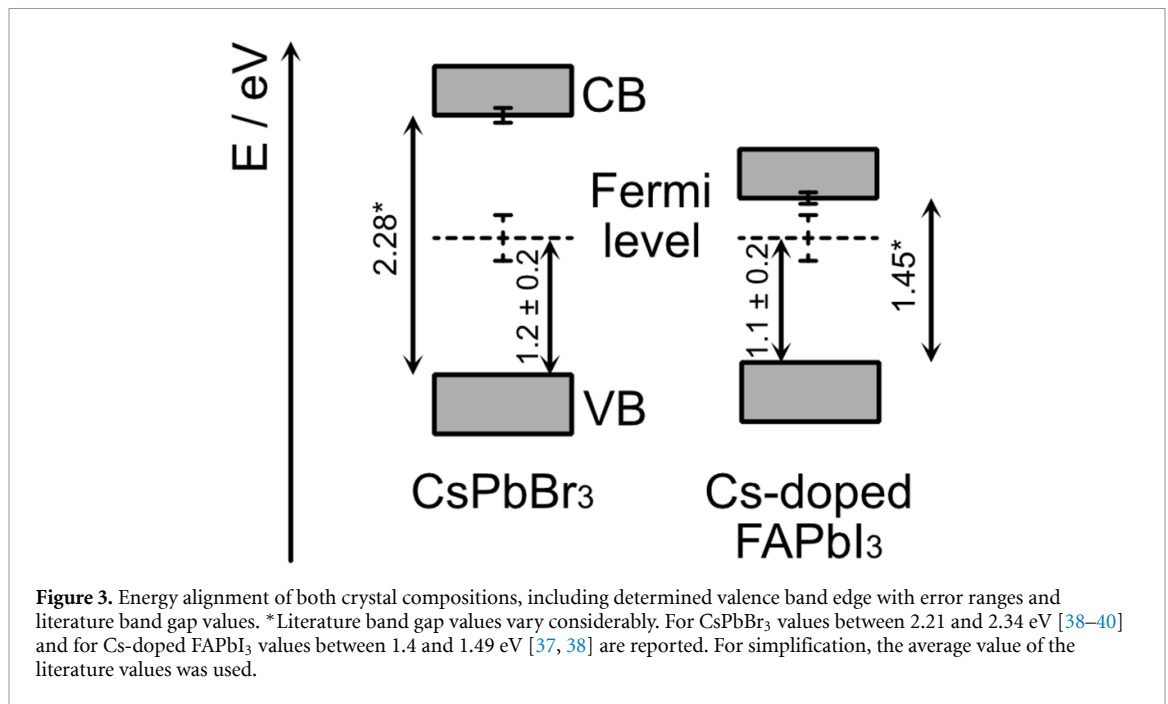 E / eV
CB
2.28*
Fermi
level
1.2 ± 0.2
1.1 ± 0.2
1.45*
VB
CsPbBr3
Cs-doped
FAPbI3
Figure 3. Energy alignment of both crystal compositions, including determined valence band edge with error ranges and
literature band gap values. *Literature band gap values vary considerably. For CsPbBr3 values between 2.21 and 2.34 eV [38–40]
and for Cs-doped FAPbI3 values between 1.4 and 1.49 eV [37, 38] are reported. For simplification, the average value of the
literature values was used.